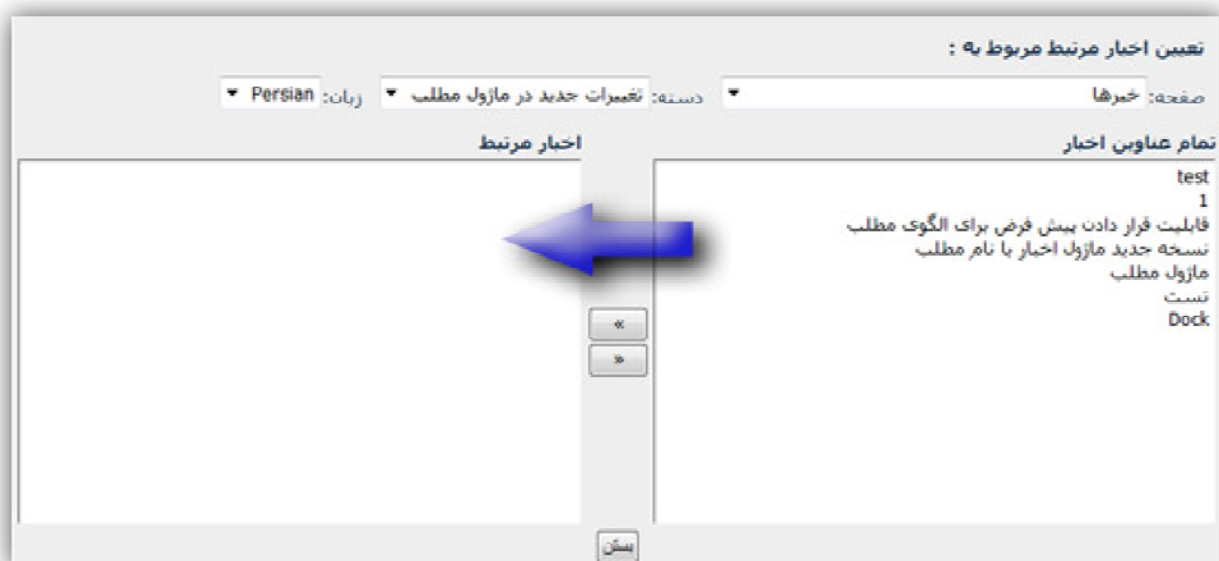 تعیین اخبار مرتبط مربوط به :
صفحه: خبرها دسته: تغییرات جدید در ماژول مطلب زبان: Persian
تمام عناوین اخبار
test
1
قابلیت قرار دادن پیش فرض برای الگوی مطلب
نسخه جدید ماژول اخبار با نام مطلب
ماژول مطلب
تست
Dock
اخبار مرتبط
«
»
بستن